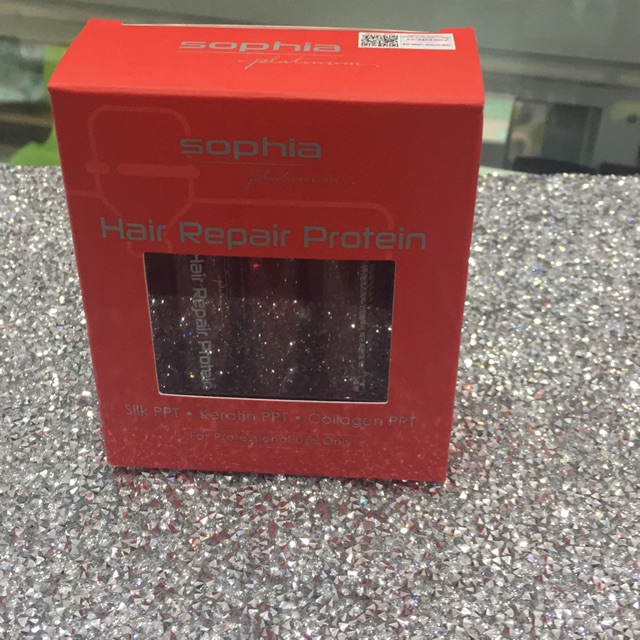 sophia
platinum
sophia
platinum
Hair Repair Protein
Hair Repair Protein
Silk PPT • Keratin PPT • Collagen PPT
For Professional Use Only